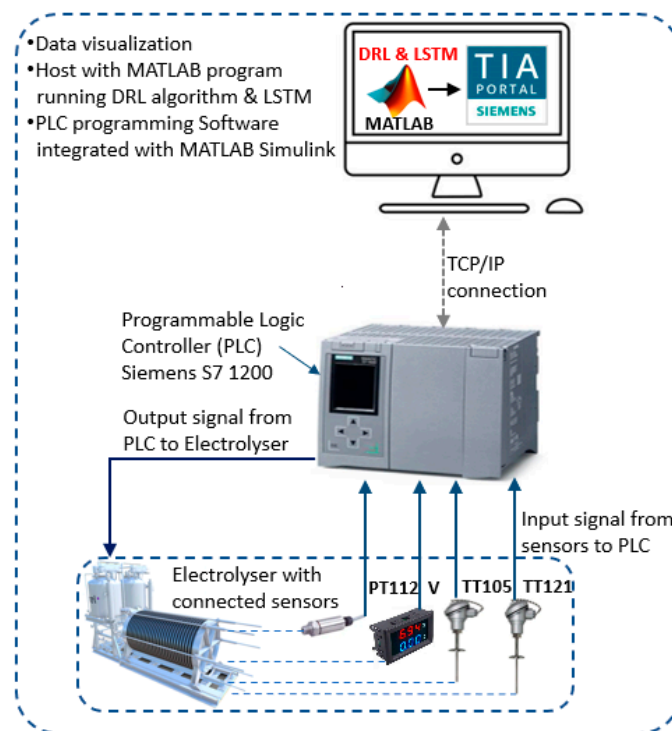 •Data visualization
•Host with MATLAB program
running DRL algorithm & LSTM
•PLC programming Software
integrated with MATLAB Simulink
DRL & LSTM
MATLAB
TIA
PORTAL
SIEMENS
TCP/IP
connection
Programmable Logic
Controller (PLC)
Siemens S7 1200
Output signal from
PLC to Electrolyser
Input signal from
sensors to PLC
Electrolyser with
connected sensors
PT112 V TT105 TT121